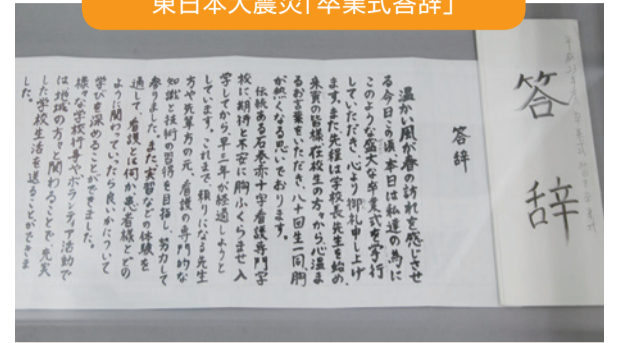 東日本大震災「卒業式答辞」
答辞
答辞
温かい風が春の訪れを感じさせ
る今日この頃、本日は私達の為に
このような盛大な卒業式を挙行
していただき、心より御礼申し上げ
ます。また先程は学校長先生を始め、
来賓の皆様、在校生の方々から心温ま
るお言葉をいただき、八十回生一同胸
が熱くなる思いでおります。
伝統ある石巻赤十字看護専門学
校に期待と不安に胸ふくらませ入
学してから、早三年が経過しようと
しています。これまで頼りになる先生
方や先輩方の元、看護の専門的な
知識と技術の習得を目指し、努力して
参りました。また、実習などの体験を
通して、看護とは何か、患者様とどの
ように関わっていったら良いかについて
学びを深めることができました。
様々な学校行事やボランティア活動で
は地域の方々と関わることで、充実
した学校生活を送ることができま
した。